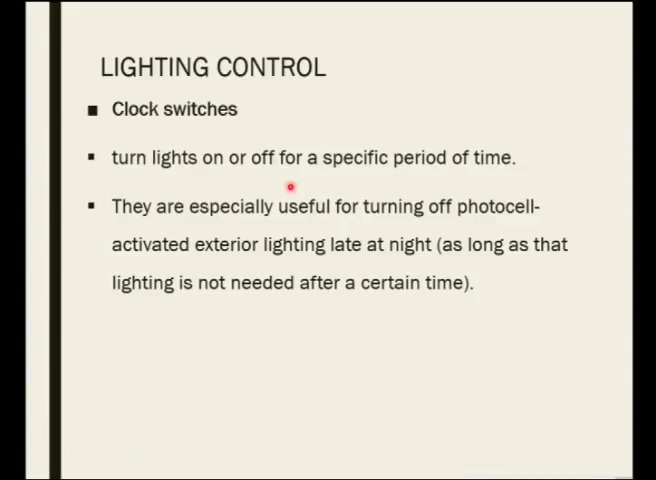 LIGHTING CONTROL
Clock switches
turn lights on or off for a specific period of time.
They are especially useful for turning off photocell-
activated exterior lighting late at night (as long as that
lighting is not needed after a certain time).